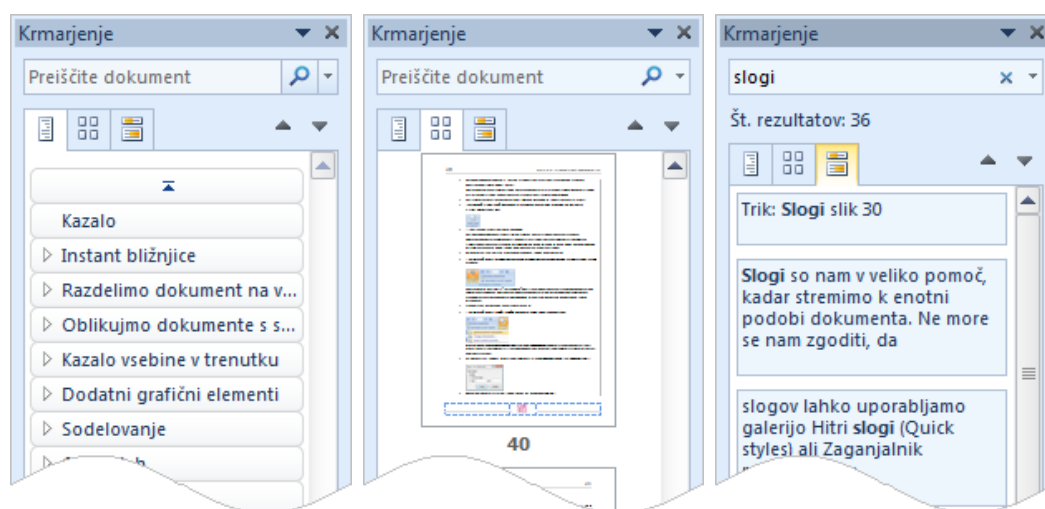 Krmarjenje
Preiščite dokument
Kazalo
Instant bližnjice
Razdelimo dokument na v...
Oblikujmo dokumente s s...
Kazalo vsebine v trenutku
Dodatni grafični elementi
Sodelovanje
Krmarjenje
Preiščite dokument
40
Krmarjenje
slogi
Št. rezultatov: 36
Trik: Slogi slik 30
Slogi so nam v veliko pomoč,
kadar stremimo k enotni
podobi dokumenta. Ne more
se nam zgoditi, da
slogov lahko uporabljamo
galerijo Hitri slogi (Quick
styles) ali Zaganjalnik